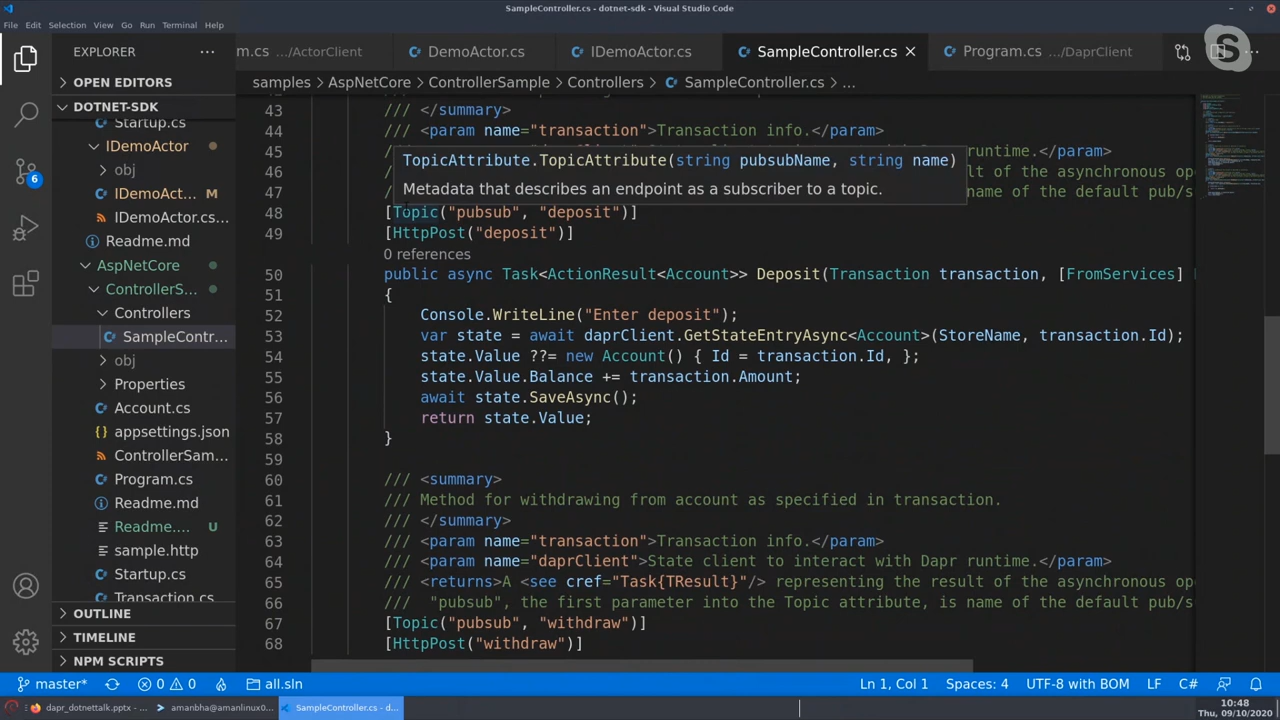 SampleController.cs - dotnet-sdk - Visual Studio Code
File Edit Selection View Go Run Terminal Help
EXPLORER
m.cs .../ActorClient
DemoActor.cs
IDemoActor.cs
SampleController.cs
Program.cs .../DaprClient
OPEN EDITORS
samples > AspNetCore > ControllerSample > Controllers > SampleController.cs > ...
DOTNET-SDK
Startup.cs
IDemoActor
obj
IDemoAct... M
IDemoActor.cs...
Readme.md
AspNetCore
ControllerS...
Controllers
SampleContr...
obj
Properties
Account.cs
appsettings.json
ControllerSam...
Program.cs
Readme.md
Readme.... U
sample.http
Startup.cs
Transaction.cs
OUTLINE
TIMELINE
NPM SCRIPTS
6
43 /// </summary>
44 /// <param name="transaction">Transaction info.</param>
45 runtime.</param>
TopicAttribute.TopicAttribute(string pubsubName, string name)
46 ult of the asynchronous op
Metadata that describes an endpoint as a subscriber to a topic.
47 name of the default pub/s
48 [Topic("pubsub", "deposit")]
49 [HttpPost("deposit")]
0 references
50 public async Task<ActionResult<Account>> Deposit(Transaction transaction, [FromServices]
51 {
52 Console.WriteLine("Enter deposit");
53 var state = await daprClient.GetStateEntryAsync<Account>(StoreName, transaction.Id);
54 state.Value ??= new Account() { Id = transaction.Id, };
55 state.Value.Balance += transaction.Amount;
56 await state.SaveAsync();
57 return state.Value;
58 }
59
60 /// <summary>
61 /// Method for withdrawing from account as specified in transaction.
62 /// </summary>
63 /// <param name="transaction">Transaction info.</param>
64 /// <param name="daprClient">State client to interact with Dapr runtime.</param>
65 /// <returns>A <see cref="Task{TResult}"/> representing the result of the asynchronous op
66 /// "pubsub", the first parameter into the Topic attribute, is name of the default pub/s
67 [Topic("pubsub", "withdraw")]
68 [HttpPost("withdraw")]
master* 0 0 all.sln Ln 1, Col 1 Spaces: 4 UTF-8 with BOM LF C#
dapr_dotnettalk.pptx - ... amanbha@amanlinux0... SampleController.cs - d...
10:48
Thu, 09/10/2020